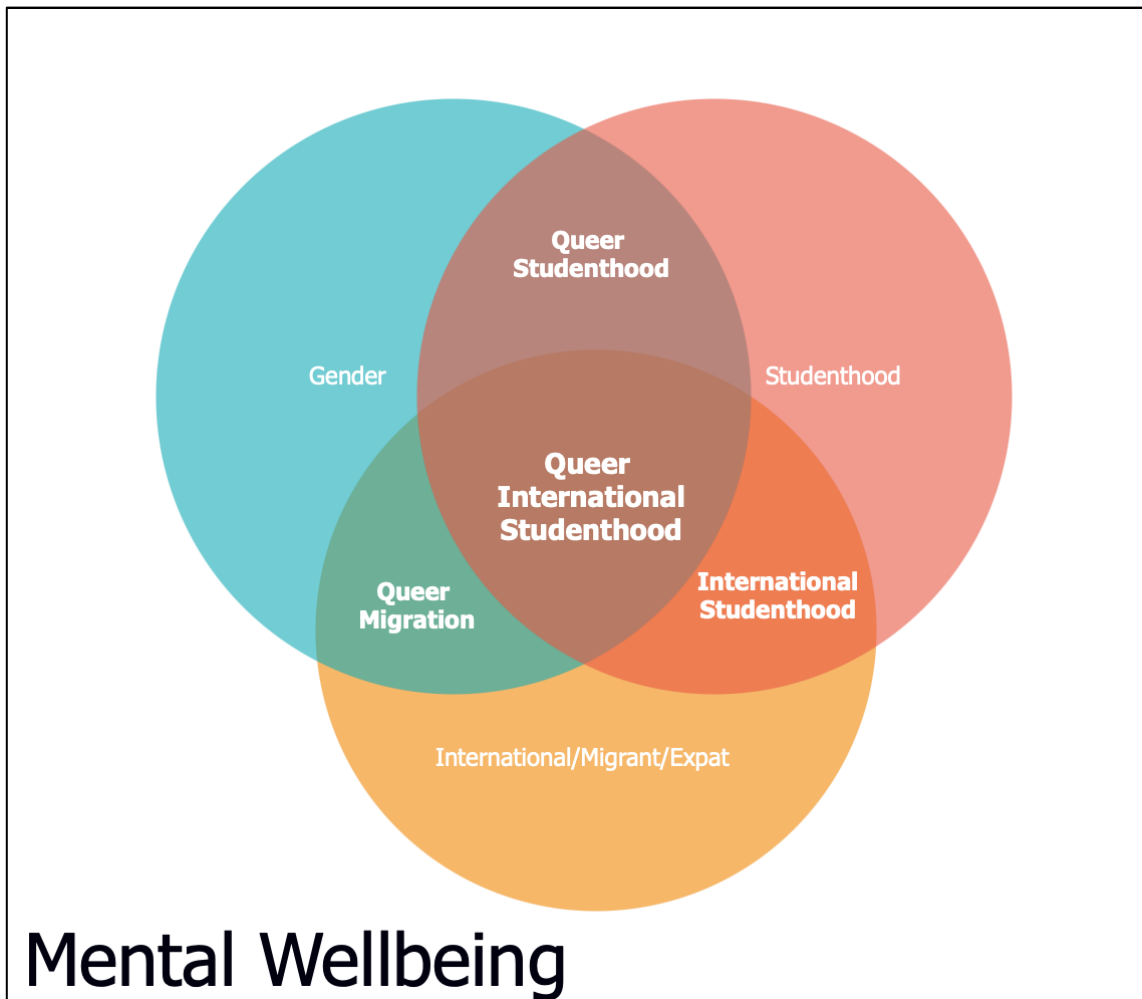 Queer
Studenthood
Gender
Studenthood
Queer
International
Studenthood
Queer
Migration
International
Studenthood
International/Migrant/Expat
Mental Wellbeing